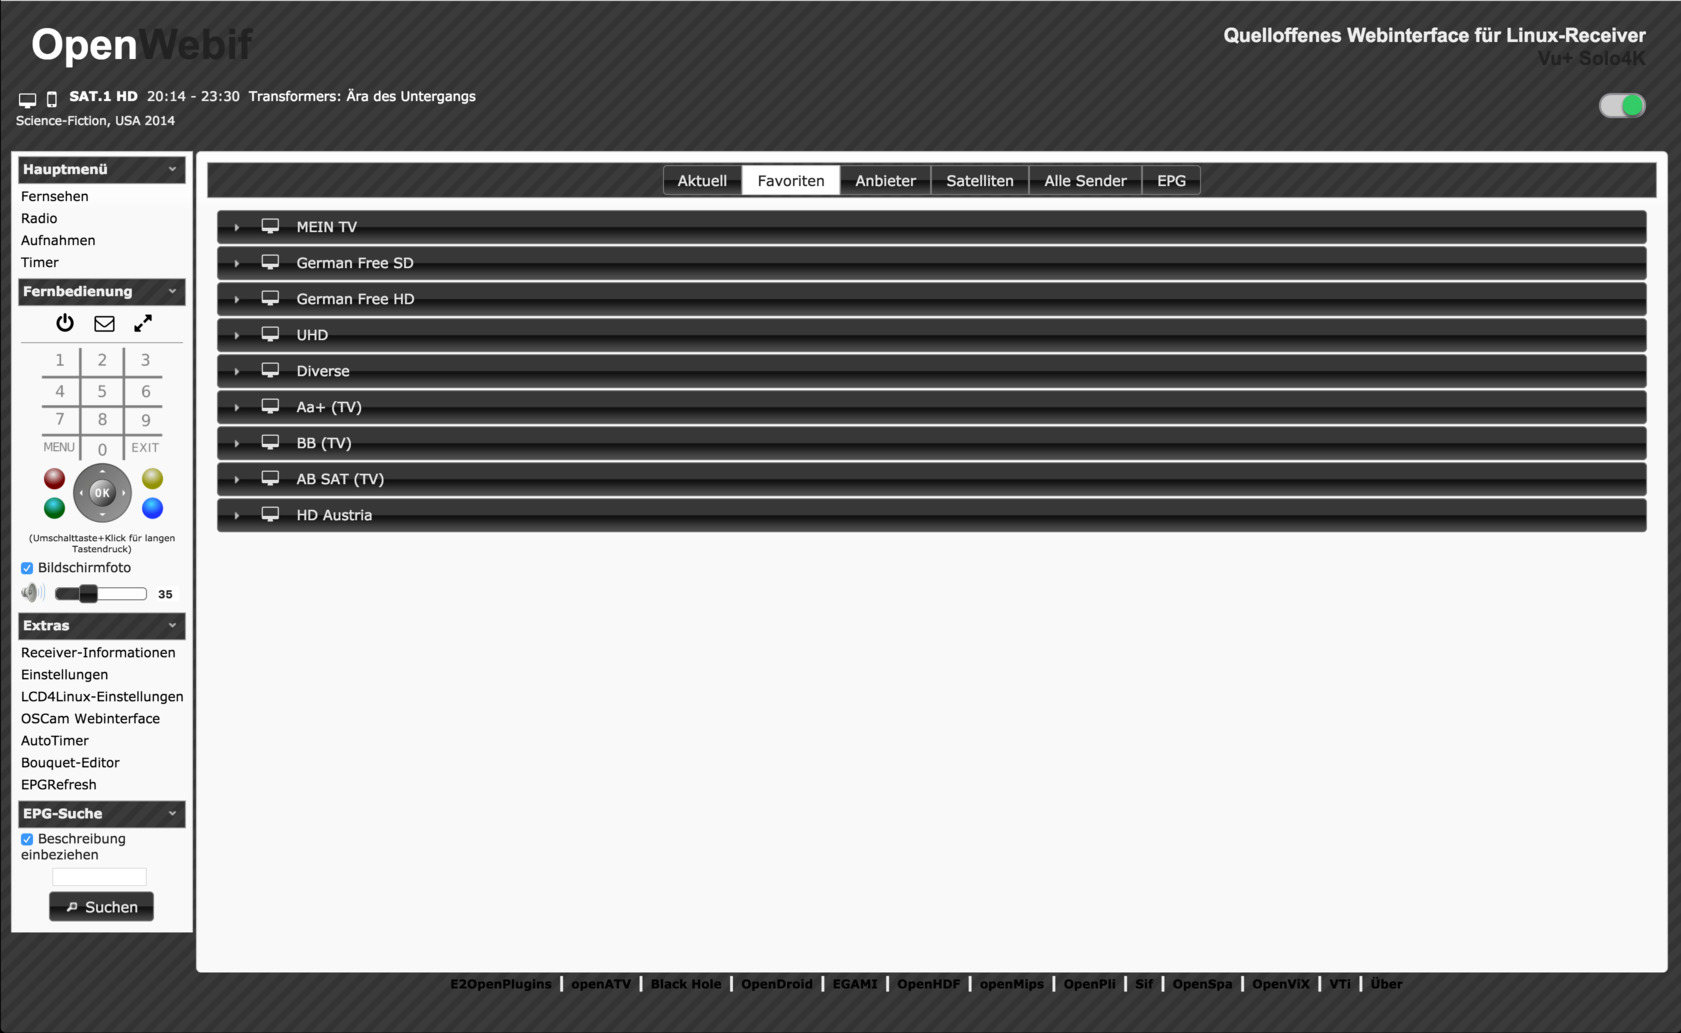 OpenWebif
Quelloffenes Webinterface für Linux-Receiver
Vu+ Solo4K
SAT.1 HD 20:14 - 23:30 Transformers: Ära des Untergangs
Science-Fiction, USA 2014
Hauptmenü
Fernsehen
Radio
Aufnahmen
Timer
Fernbedienung
1 2 3
4 5 6
7 8 9
MENU 0 EXIT
OK
(Umschalttaste+Klick für langen
Tastendruck)
Bildschirmfoto
35
Extras
Receiver-Informationen
Einstellungen
LCD4Linux-Einstellungen
OSCam Webinterface
AutoTimer
Bouquet-Editor
EPGRefresh
EPG-Suche
Beschreibung
einbeziehen
Suchen
Aktuell Favoriten Anbieter Satelliten Alle Sender EPG
MEIN TV
German Free SD
German Free HD
UHD
Diverse
Aa+ (TV)
BB (TV)
AB SAT (TV)
HD Austria
E2OpenPlugins | openATV | Black Hole | OpenDroid | EGAMI | OpenHDF | openMips | OpenPli | Sif | OpenSpa | OpenViX | VTi | Über